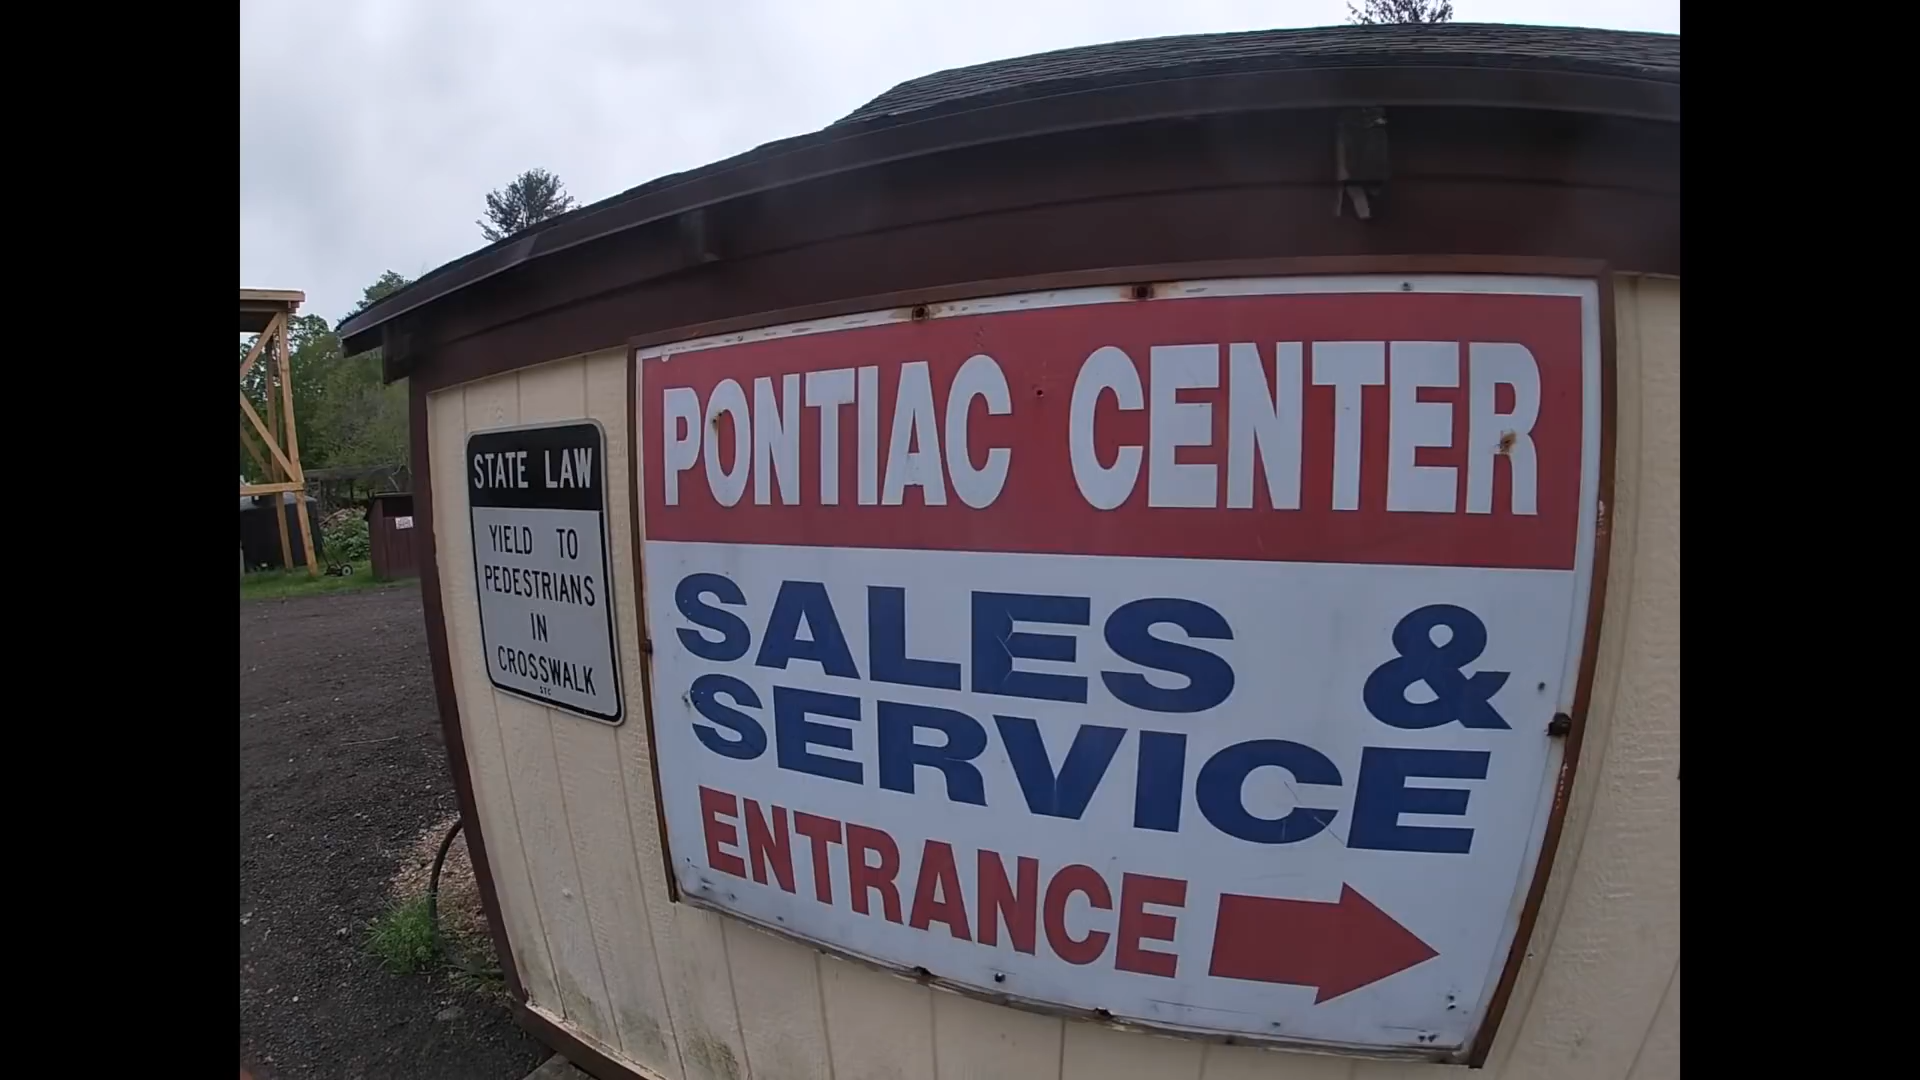 STATE LAW
YIELD TO
PEDESTRIANS
IN
CROSSWALK
PONTIAC CENTER
SALES &
SERVICE
ENTRANCE